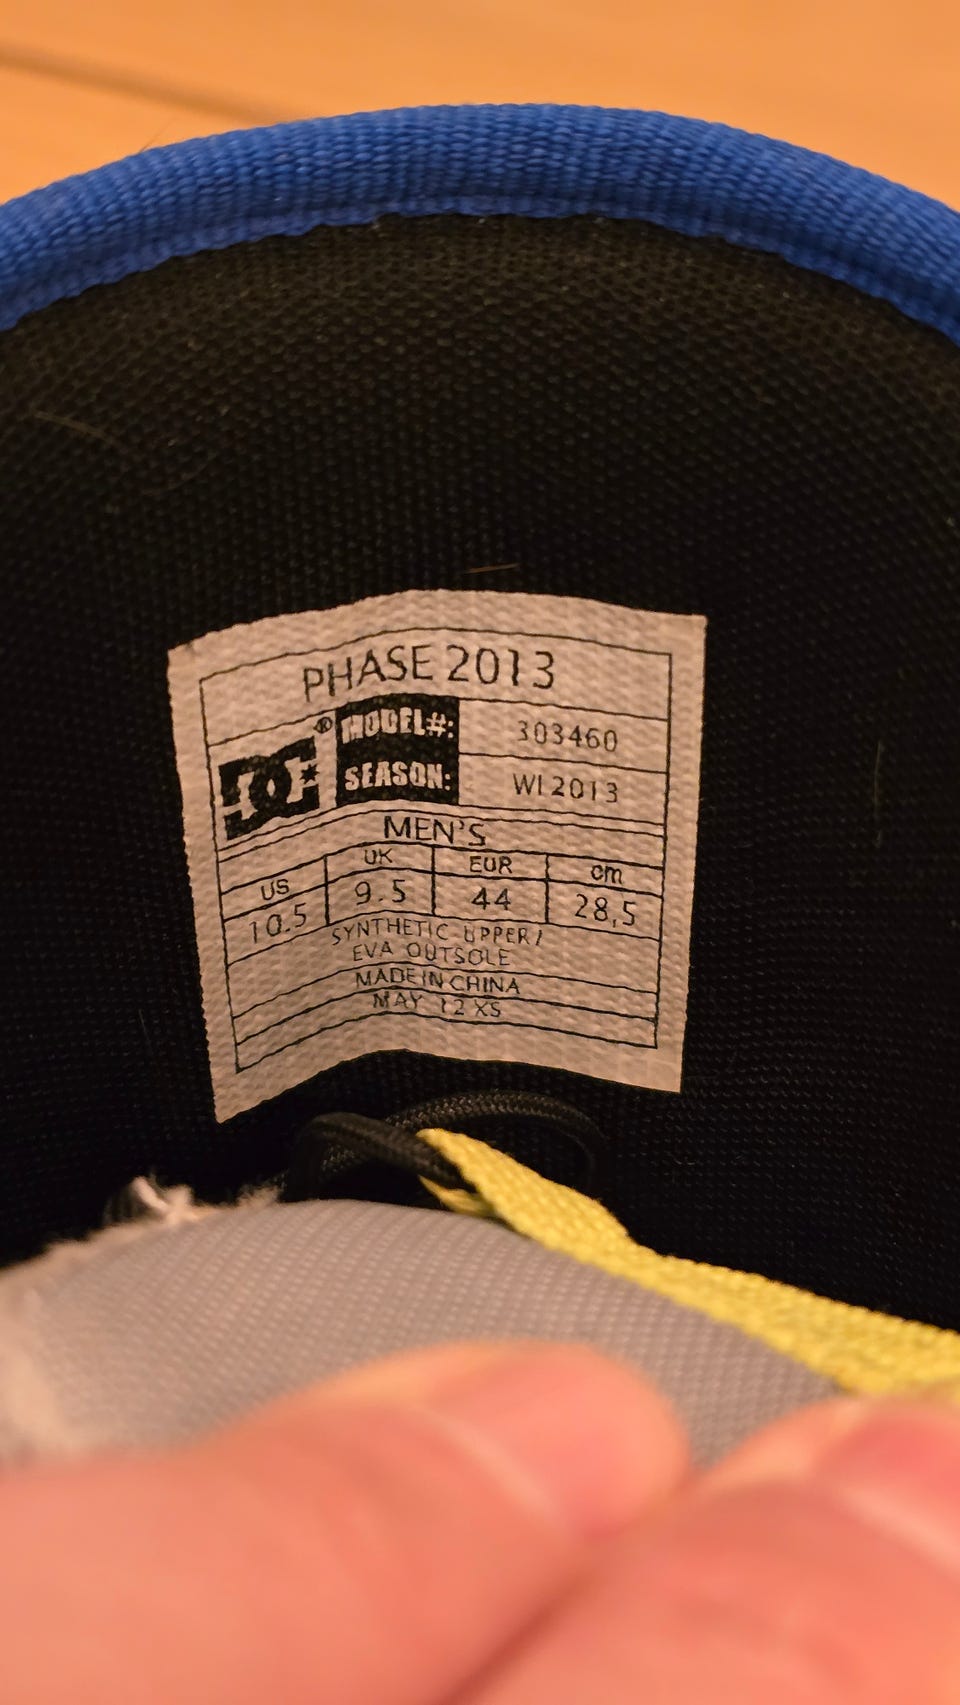 PHASE 2013
DC ®
MODEL#: 303460
SEASON: WI 2013
MEN'S
US UK EUR cm
10.5 9.5 44 28,5
SYNTHETIC UPPER/
EVA OUTSOLE
MADE IN CHINA
MAY 12 XS